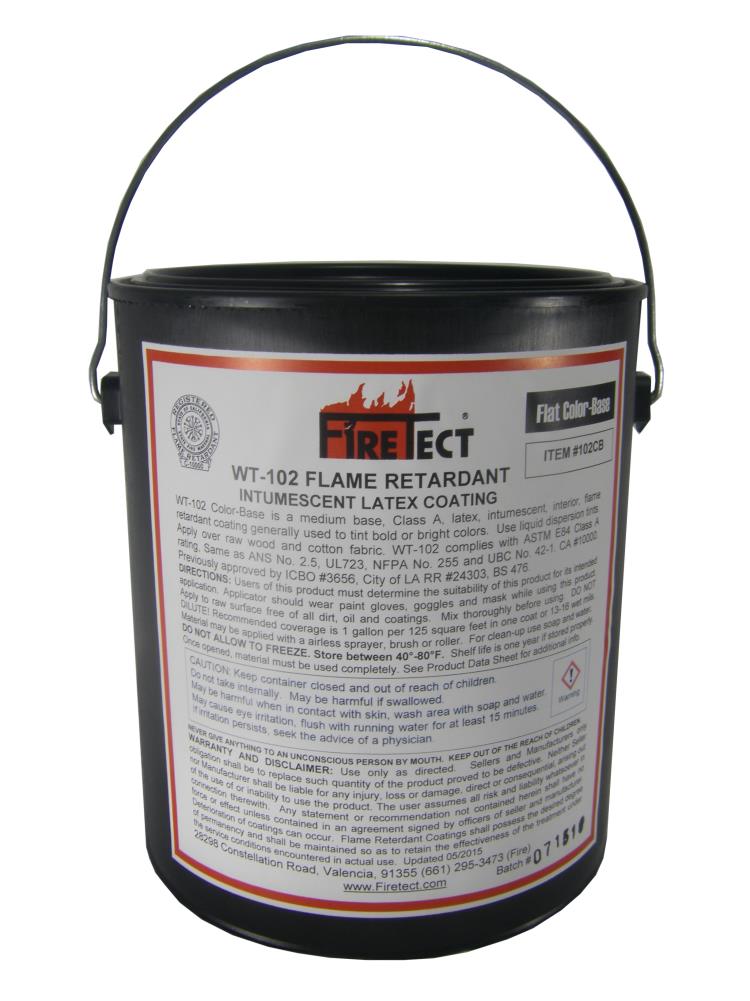 REGISTERED
STATE OF CALIFORNIA
STATE FIRE MARSHAL
FLAME RETARDANT
C-10000
FIRETECT®
Flat Color-Base
ITEM #102CB
WT-102 FLAME RETARDANT
INTUMESCENT LATEX COATING
WT-102 Color-Base is a medium base, Class A, latex, intumescent, interior, flame
retardant coating generally used to tint bold or bright colors. Use liquid dispersion tints
Apply over raw wood and cotton fabric. WT-102 complies with ASTM E84 Class A
rating, Same as ANS No. 2.5, UL723, NFPA No. 255 and UBC No. 42-1. CA #10000.
Previously approved by ICBO #3656, City of LA RR #24303, BS 476.
DIRECTIONS: Users of this product must determine the suitability of this product for its intended
application. Applicator should wear paint gloves, goggles and mask while using this product.
Apply to raw surface free of all dirt, oil and coatings. Mix thoroughly before using. DO NOT
DILUTE! Recommended coverage is 1 gallon per 125 square feet in one coat or 13-16 wet mils.
Material may be applied with a airless sprayer, brush or roller. For clean-up use soap and water.
DO NOT ALLOW TO FREEZE. Store between 40°-80°F. Shelf life is one year if stored properly.
Once opened, material must be used completely. See Product Data Sheet for additional info.
CAUTION: Keep container closed and out of reach of children.
Do not take internally. May be harmful if swallowed.
May be harmful when in contact with skin, wash area with soap and water.
May cause eye irritation, flush with running water for at least 15 minutes.
If irritation persists, seek the advice of a physician.
Warning
NEVER GIVE ANYTHING TO AN UNCONSCIOUS PERSON BY MOUTH. KEEP OUT OF THE REACH OF CHILDREN
WARRANTY AND DISCLAIMER: Use only as directed. Sellers and Manufacturers only
obligation shall be to replace such quantity of the product proved to be defective. Neither Seller
nor Manufacturer shall be liable for any injury, loss or damage, direct or consequential, arising out
of the use of or inability to use the product. The user assumes all risk and liability whatsoever in
connection therewith. Any statement or recommendation not contained herein shall have no
force or effect unless contained in an agreement signed by officers of seller and manufacture.
Deterioration of coatings can occur. Flame Reterdant Coatings shall possess the desired degree
of permanency and shall be maintained so as to retain the effectiveness of the treatment under
the service conditions encountered in actual use. Updated 05/2015
28298 Constellation Road, Valencia, 91355 (661) 295-3473 (Fire)
Batch # 071516
www.Firetect.com